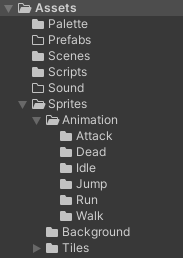 Assets
Palette
Prefabs
Scenes
Scripts
Sound
Sprites
Animation
Attack
Dead
Idle
Jump
Run
Walk
Background
Tiles